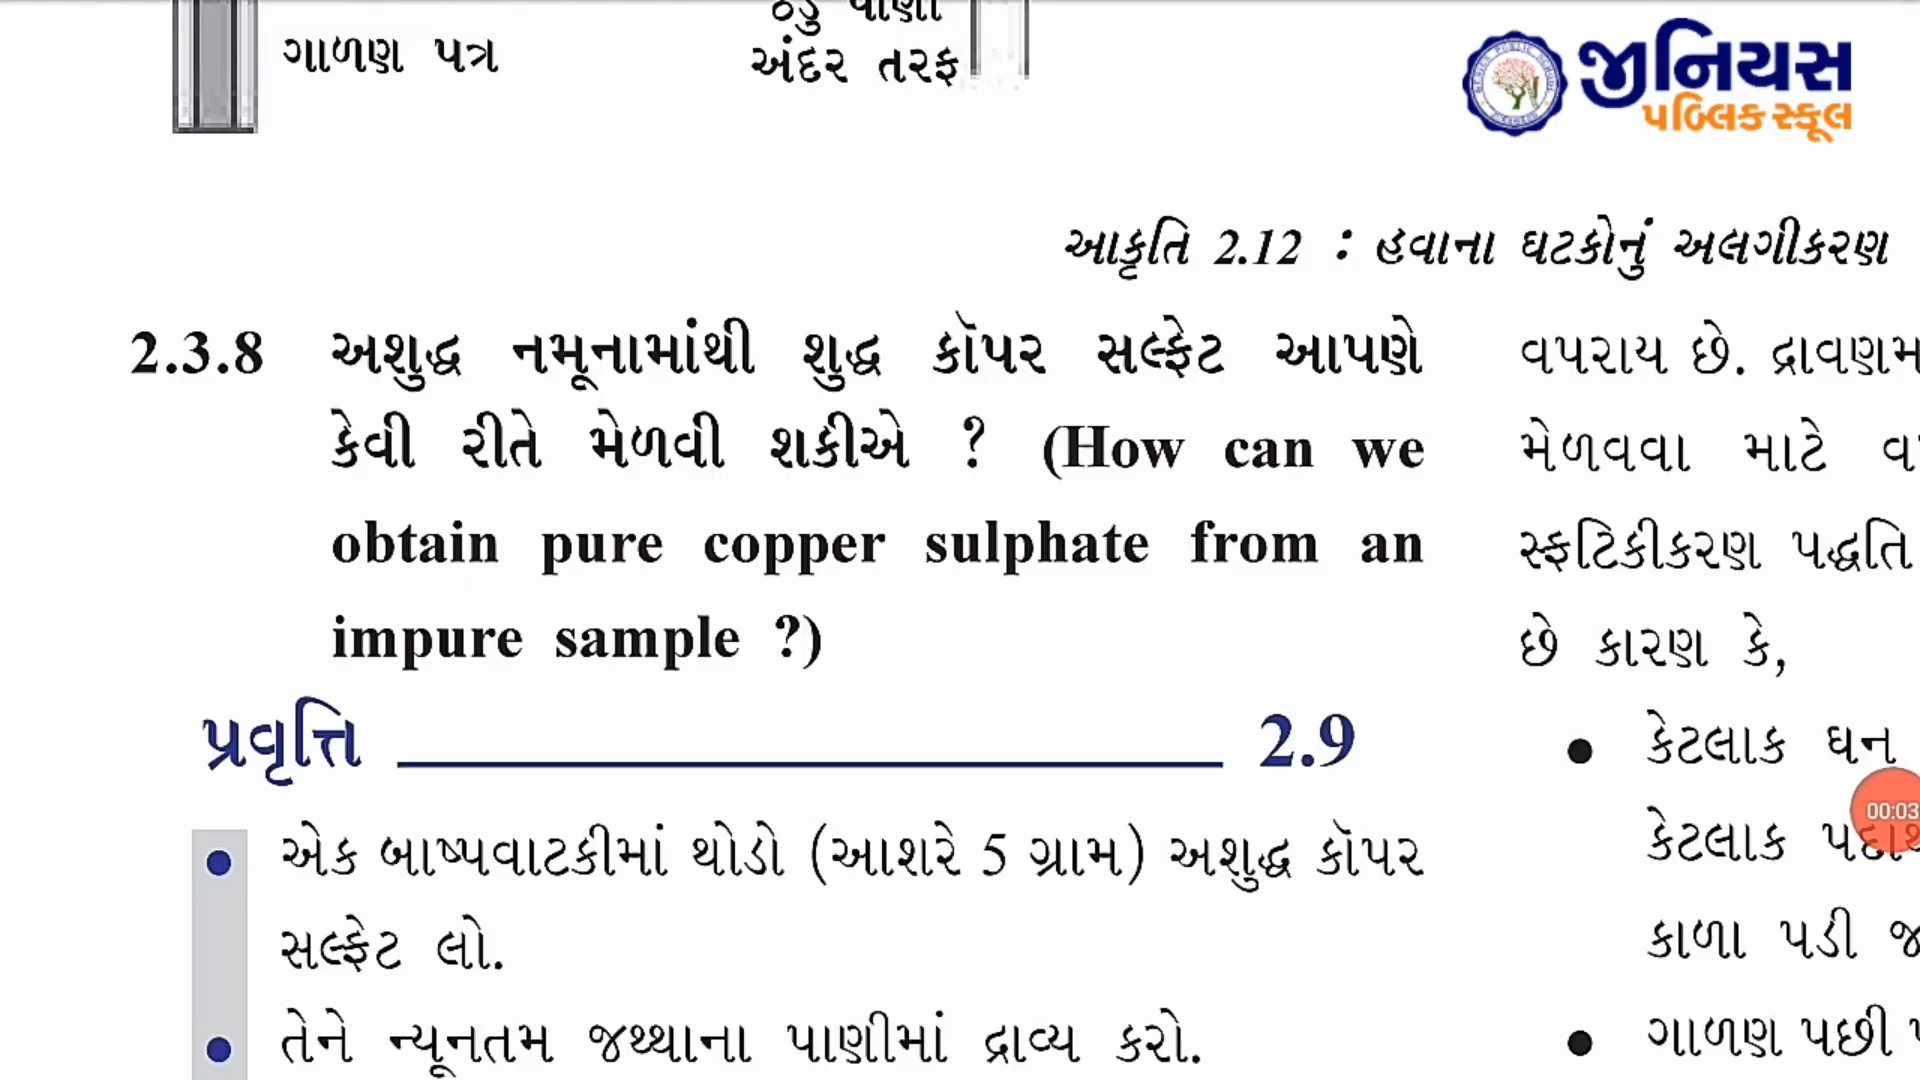 ગાળણ પત્ર
અંદર તરફ
જીનિયસ
પબ્લિક સ્કૂલ
આકૃતિ 2.12 : હવાના ઘટકોનું અલગીકરણ
2.3.8 અશુદ્ધ નમૂનામાંથી શુદ્ધ કૉપર સલ્ફેટ આપણે
કેવી રીતે મેળવી શકીએ ? (How can we
obtain pure copper sulphate from an
impure sample ?)
પ્રવૃત્તિ 2.9
• એક બાષ્પવાટકીમાં થોડો (આશરે 5 ગ્રામ) અશુદ્ધ કૉપર
સલ્ફેટ લો.
• તેને ન્યૂનતમ જથ્થાના પાણીમાં દ્રાવ્ય કરો.
વપરાય છે.
મેળવવા માટે
સ્ફટિકીકરણ પદ્ધતિ
છે કારણ કે,
• કેટલાક ઘન
કેટલાક
કાળા પડી
• ગાળણ પછી
00:03